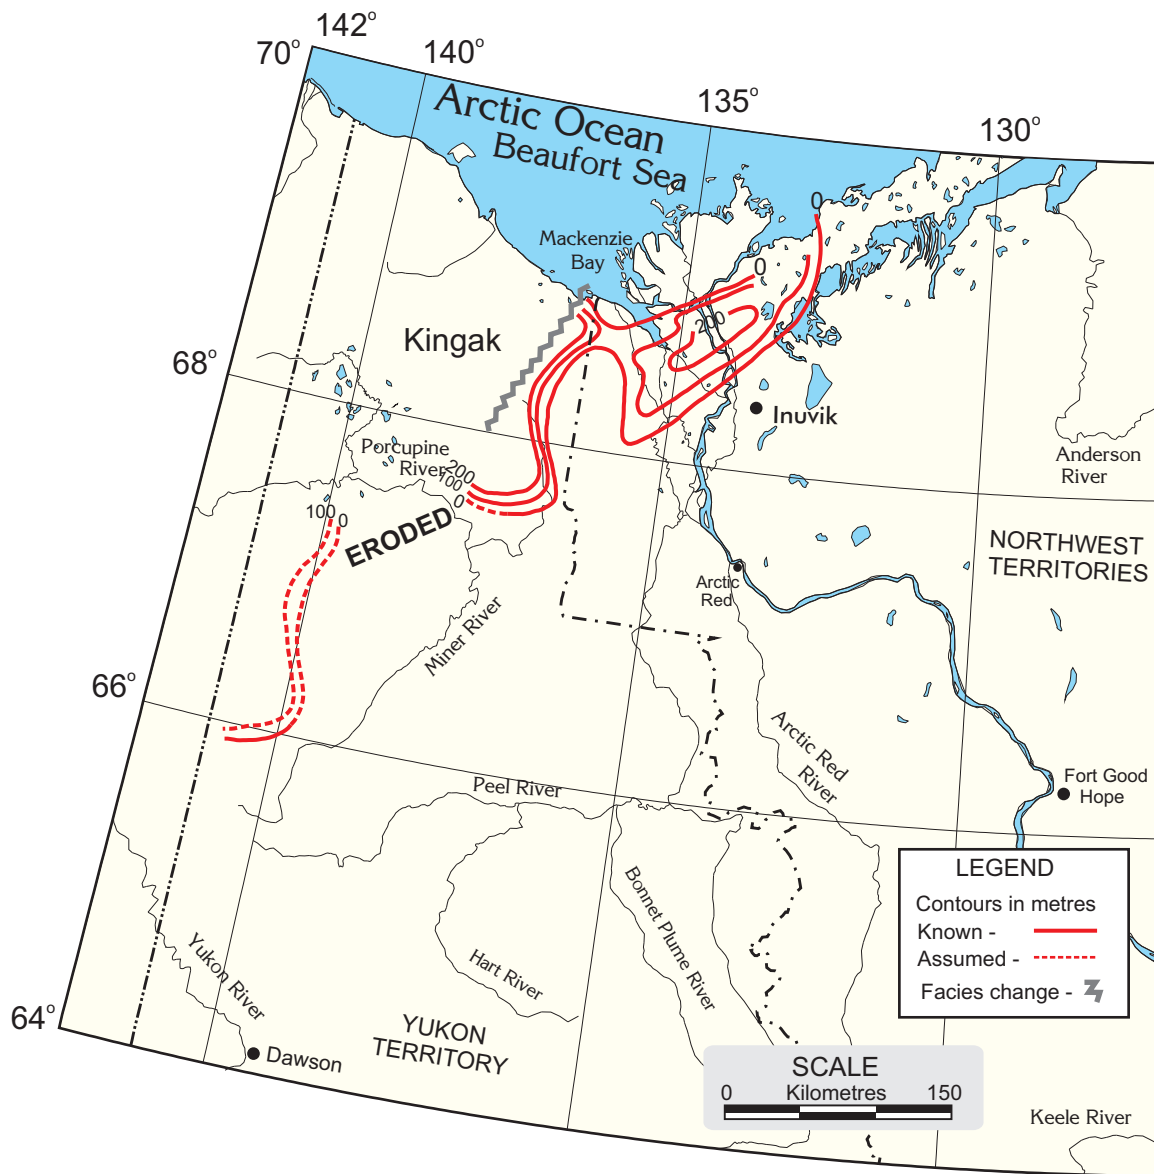 142°
70°
140°
135°
130°
Arctic Ocean
Beaufort Sea
0
Mackenzie
Bay
0
200
Kingak
68°
Inuvik
Porcupine
River
200
100
0
Anderson
River
100
0
ERODED
NORTHWEST
TERRITORIES
Arctic
Red
Miner River
66°
Arctic Red
River
Peel River
Fort Good
Hope
LEGEND
Contours in metres
Known -
Assumed -
Facies change -
Bonnet Plume River
Hart River
Yukon River
64°
YUKON
TERRITORY
Dawson
SCALE
0 Kilometres 150
Keele River